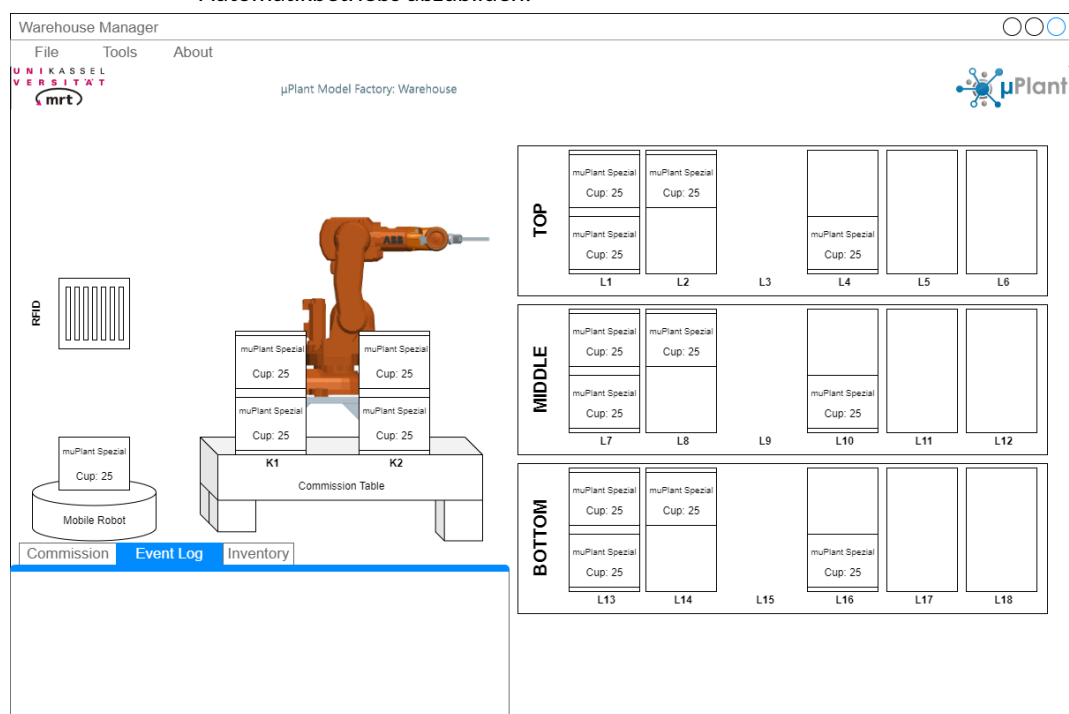 Automatikbetriebs abzubilden.
Warehouse Manager
File Tools About
UNIKASSEL
VERSITÄT
mrt
µPlant Model Factory: Warehouse
µPlant
TOP
muPlant Spezial muPlant Spezial
Cup: 25 Cup: 25
muPlant Spezial muPlant Spezial
Cup: 25 Cup: 25
L1 L2 L3 L4 L5 L6
ABB
RFID
MIDDLE
muPlant Spezial muPlant Spezial
Cup: 25 Cup: 25
muPlant Spezial muPlant Spezial
Cup: 25 Cup: 25
L7 L8 L9 L10 L11 L12
muPlant Spezial muPlant Spezial
Cup: 25 Cup: 25
muPlant Spezial muPlant Spezial
Cup: 25 Cup: 25
K1 K2
Commission Table
muPlant Spezial
Cup: 25
Mobile Robot
BOTTOM
muPlant Spezial muPlant Spezial
Cup: 25 Cup: 25
muPlant Spezial muPlant Spezial
Cup: 25 Cup: 25
L13 L14 L15 L16 L17 L18
Commission Event Log Inventory